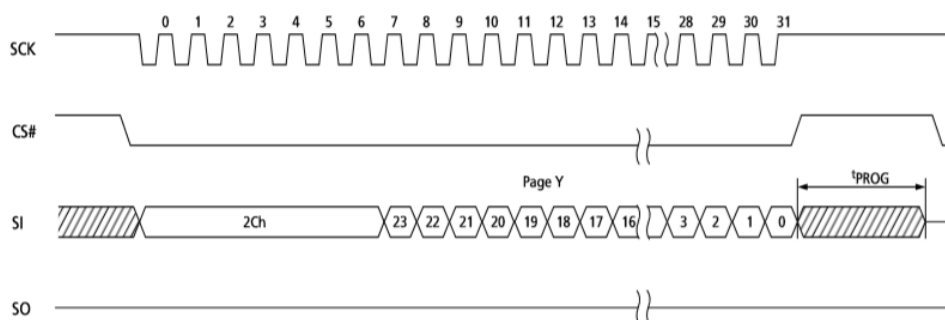 0 1 2 3 4 5 6 7 8 9 10 11 12 13 14 15 28 29 30 31
SCK
CS#
Page Y
tPROG
SI 2Ch 23 22 21 20 19 18 17 16 3 2 1 0
SO